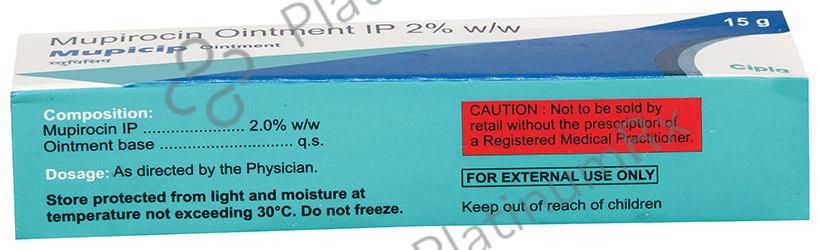 Mupirocin Ointment IP 2% w/w
15 g
Mupicip Ointment
म्युपिसिप
Cipla
Composition:
Mupirocin IP ...................... 2.0% w/w
Ointment base ............................. q.s.
Dosage: As directed by the Physician.
Store protected from light and moisture at
temperature not exceeding 30°C. Do not freeze.
CAUTION : Not to be sold by
retail without the prescription of
a Registered Medical Practitioner.
FOR EXTERNAL USE ONLY
Keep out of reach of children
PlatinumRx